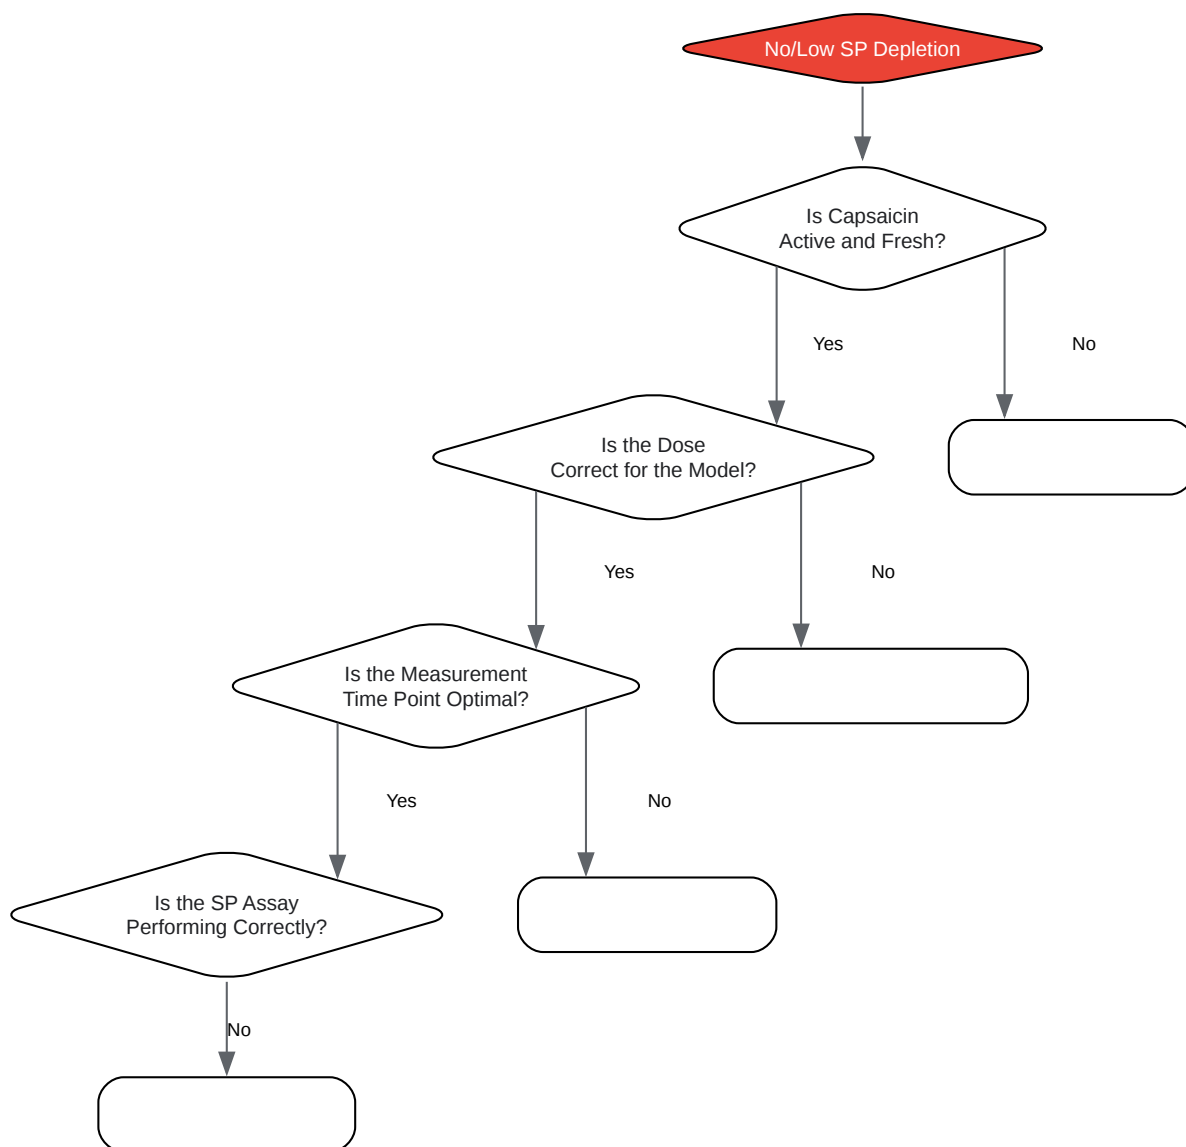 No/Low SP Depletion
Is Capsaicin
Active and Fresh?
Yes
No
Is the Dose
Correct for the Model?
Yes
No
Is the Measurement
Time Point Optimal?
Yes
No
Is the SP Assay
Performing Correctly?
No